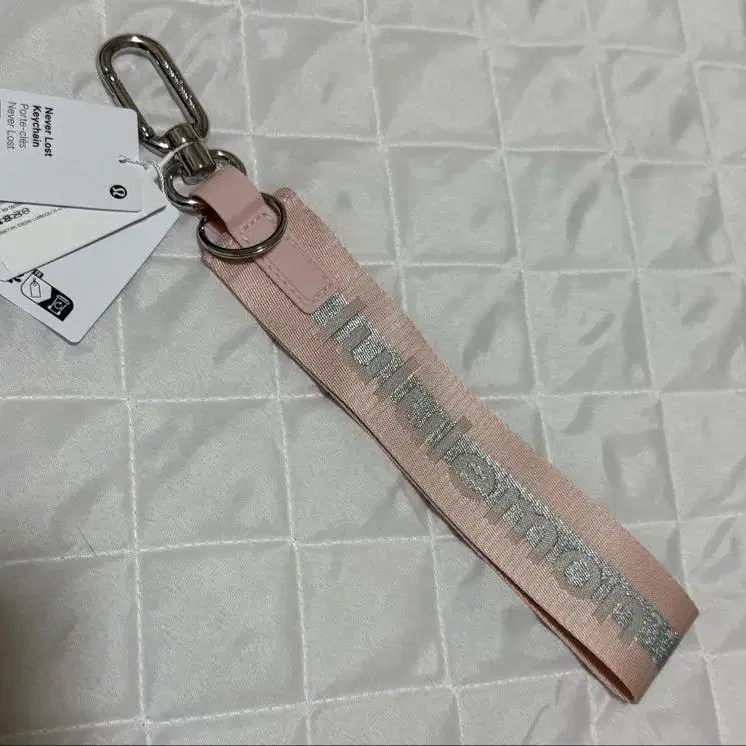 Never Lost
Keychain
Porte-clés
Never Lost
lululemon